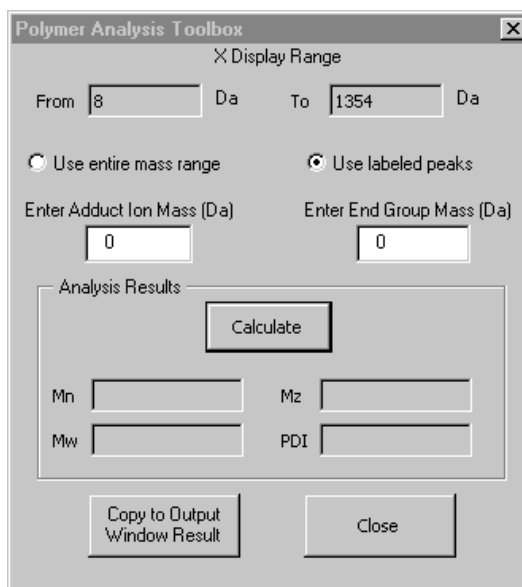 Polymer Analysis Toolbox
X Display Range
From 8 Da To 1354 Da
Use entire mass range Use labeled peaks
Enter Adduct Ion Mass (Da) Enter End Group Mass (Da)
0 0
Analysis Results
Calculate
Mn Mz
Mw PDI
Copy to Output
Window Result
Close